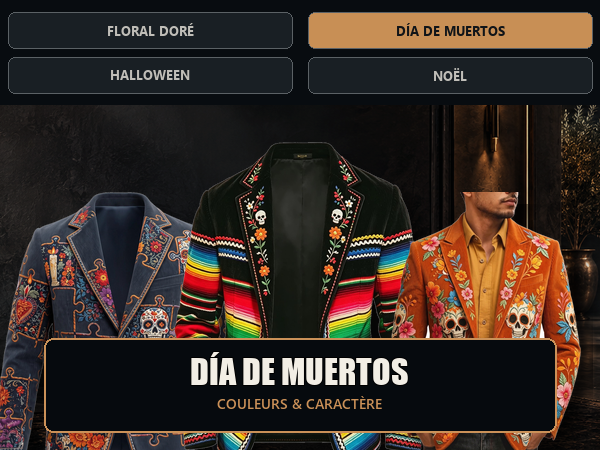 FLORAL DORÉ
DÍA DE MUERTOS
HALLOWEEN
NOËL
DÍA DE MUERTOS
COULEURS & CARACTÈRE